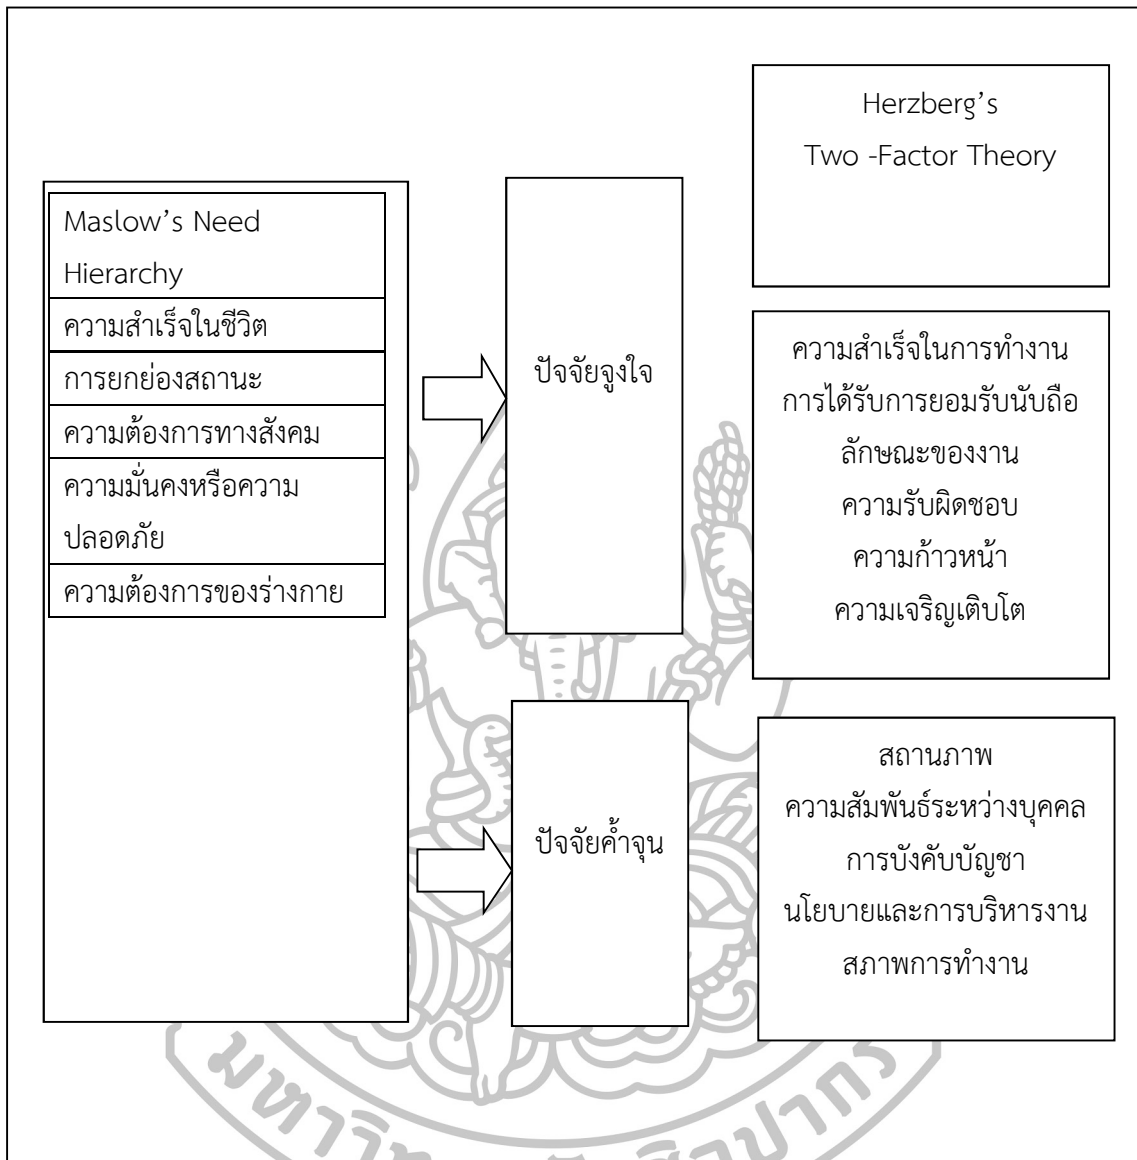 Herzberg's
Two -Factor Theory
Maslow's Need
Hierarchy
ความสำเร็จในชีวิต
การยกย่องสถานะ
ความต้องการทางสังคม
ความมั่นคงหรือความ
ปลอดภัย
ความต้องการของร่างกาย
ปัจจัยจูงใจ
ความสำเร็จในการทำงาน
การได้รับการยอมรับนับถือ
ลักษณะของงาน
ความรับผิดชอบ
ความก้าวหน้า
ความเจริญเติบโต
ปัจจัยค้ำจุน
สถานภาพ
ความสัมพันธ์ระหว่างบุคคล
การบังคับบัญชา
นโยบายและการบริหารงาน
สภาพการทำงาน